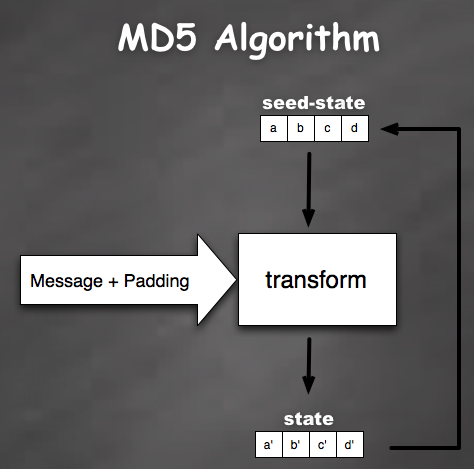 MD5 Algorithm
seed-state
a b c d
Message + Padding
transform
state
a' b' c' d'